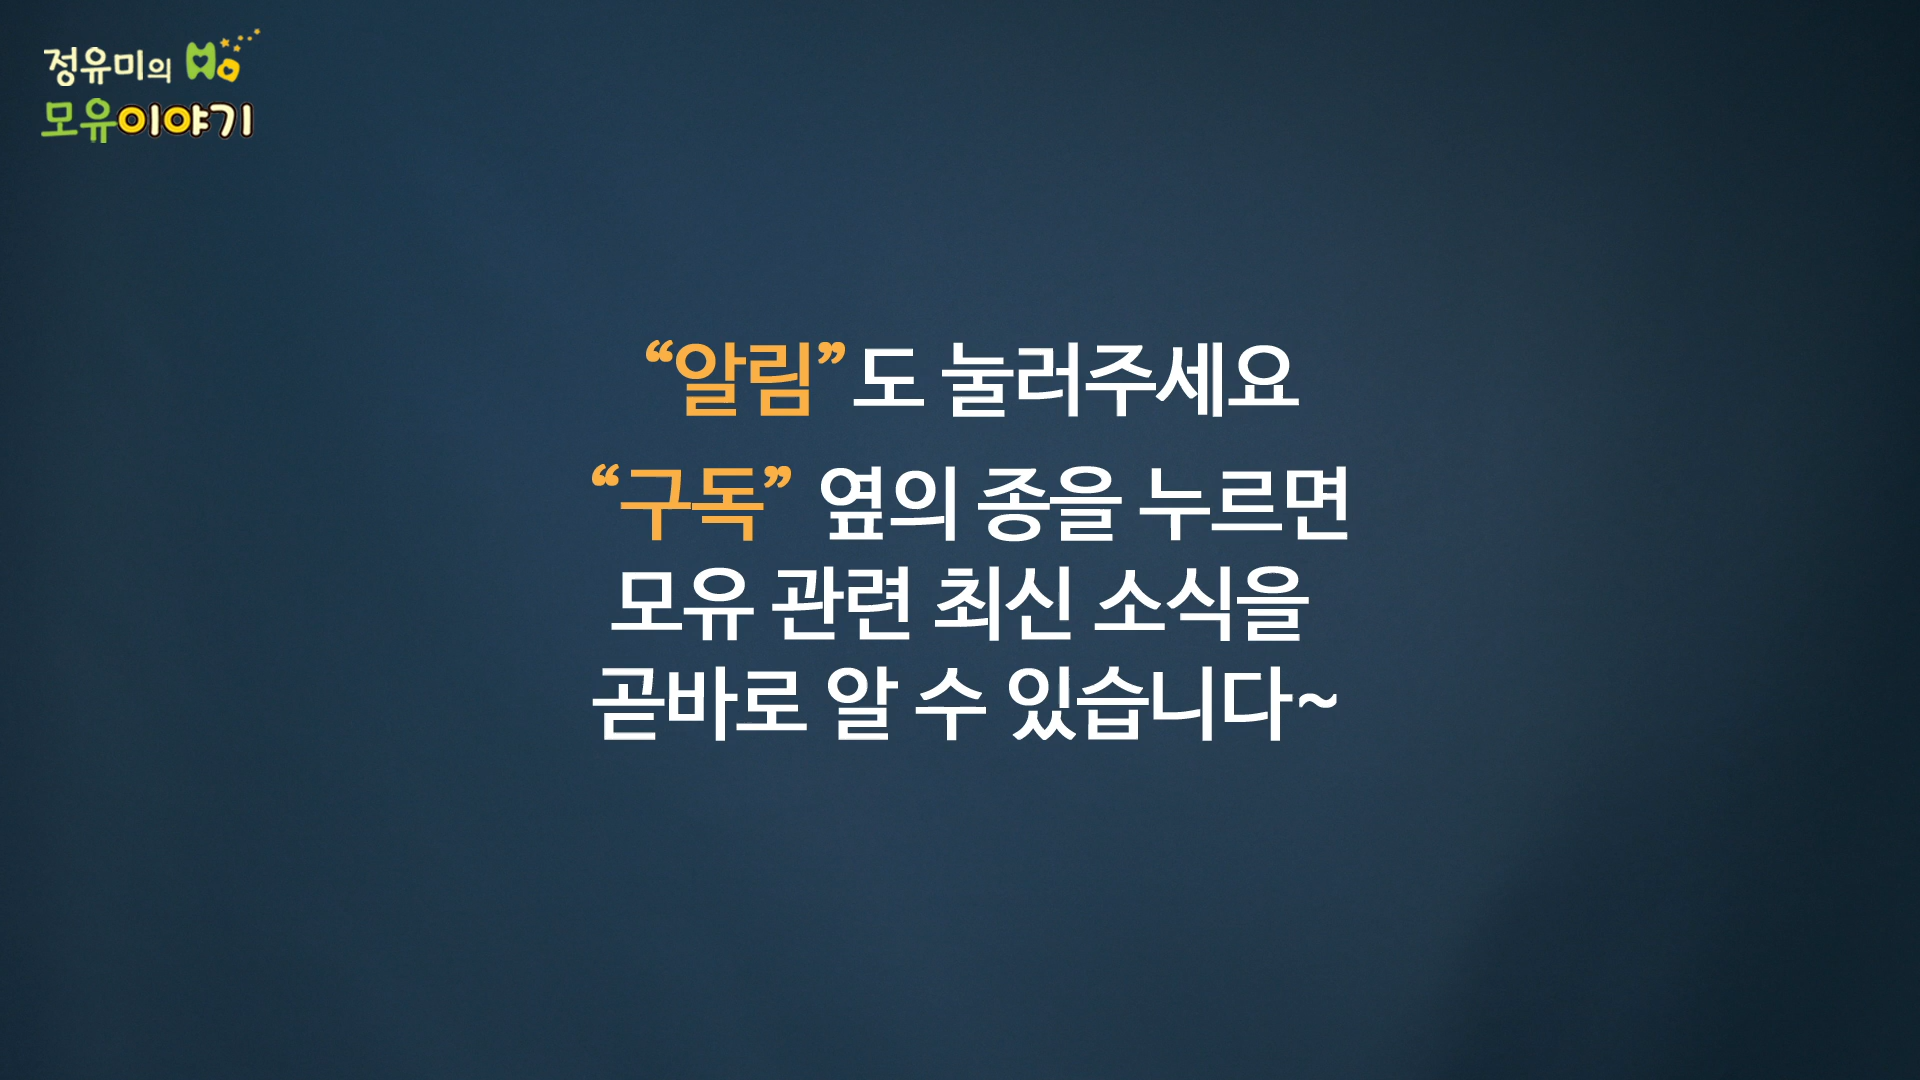 정유미의
모유이야기
“알림”도 눌러주세요
“구독” 옆의 종을 누르면
모유 관련 최신 소식을
곧바로 알 수 있습니다~